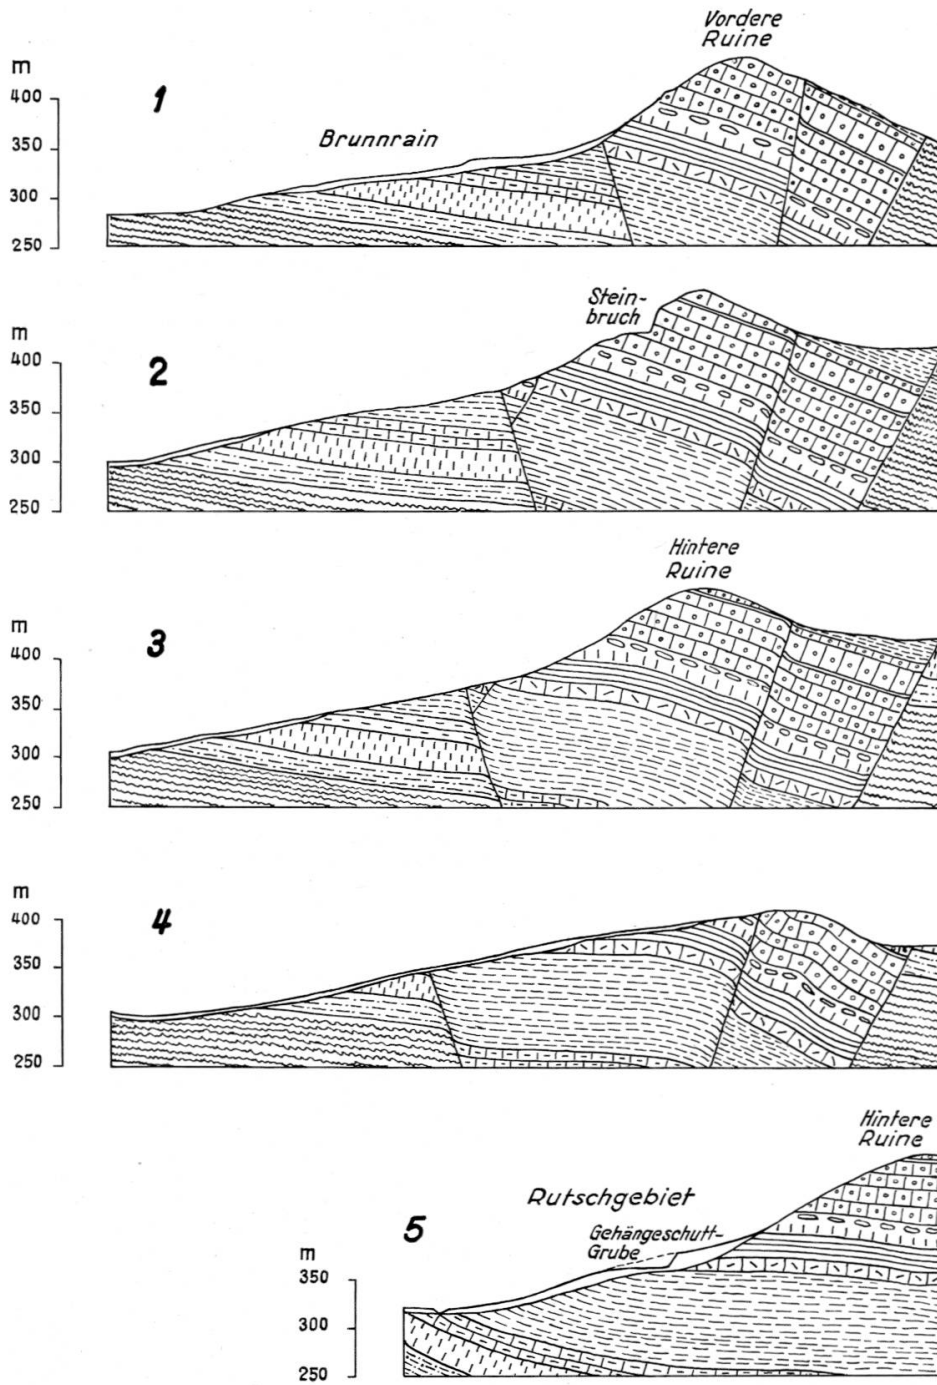 Vordere
Ruine
m
400
350
300
250
1
Brunnrain
Stein-
bruch
m
400
350
300
250
2
Hintere
Ruine
m
400
350
300
250
3
m
400
350
300
250
4
Hintere
Ruine
Rutschgebiet
Gehängeschutt-
Grube
5
m
350
300
250